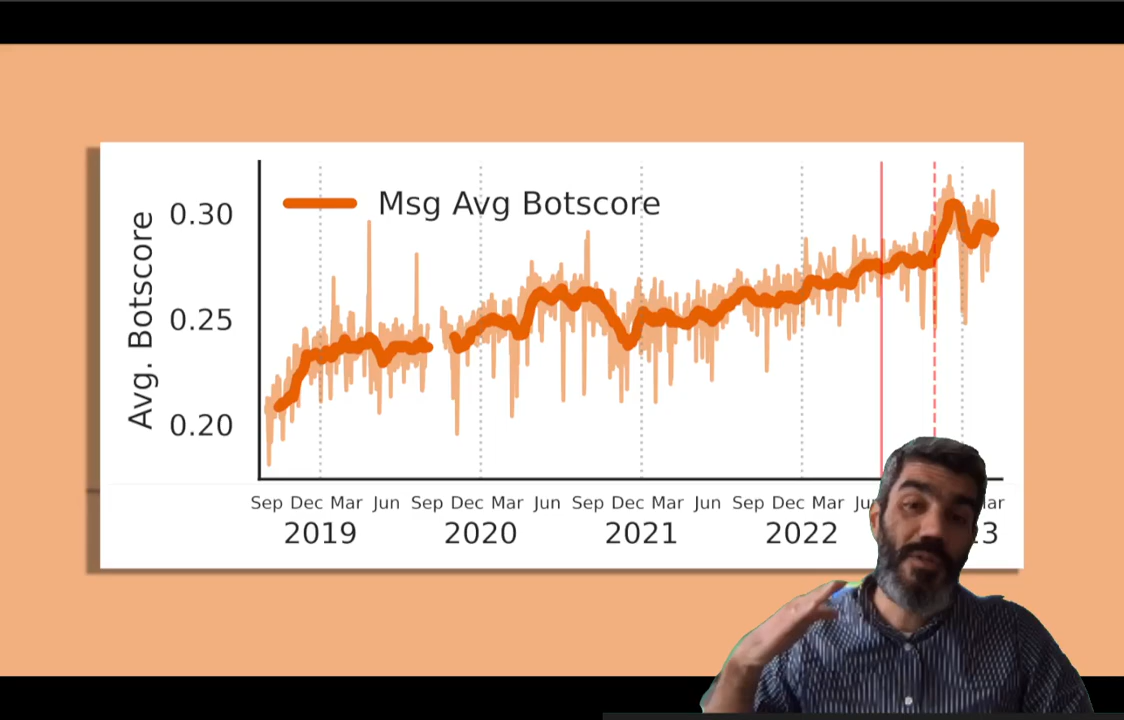 Msg Avg Botscore
Avg. Botscore
0.30
0.25
0.20
Sep Dec Mar Jun Sep Dec Mar Jun Sep Dec Mar Jun Sep Dec Mar
2019 2020 2021 2022